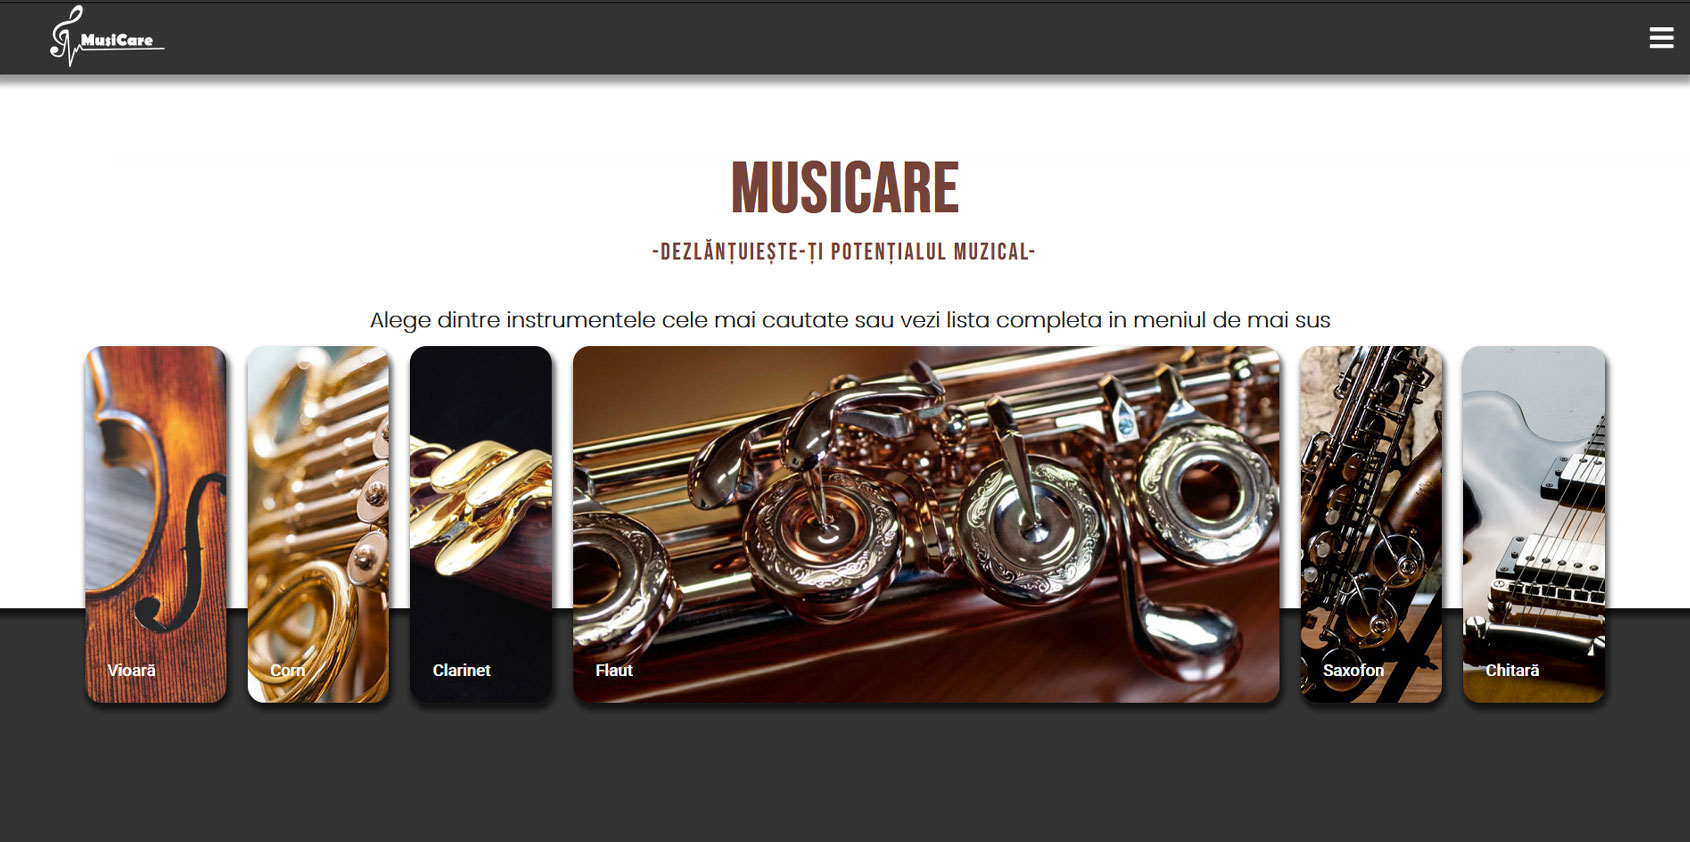 MusiCare
MUSICARE
-DEZLĂNȚUIEȘTE-ȚI POTENȚIALUL MUZICAL-
Alege dintre instrumentele cele mai cautate sau vezi lista completa in meniul de mai sus
Vioară
Corn
Clarinet
Flaut
Saxofon
Chitară